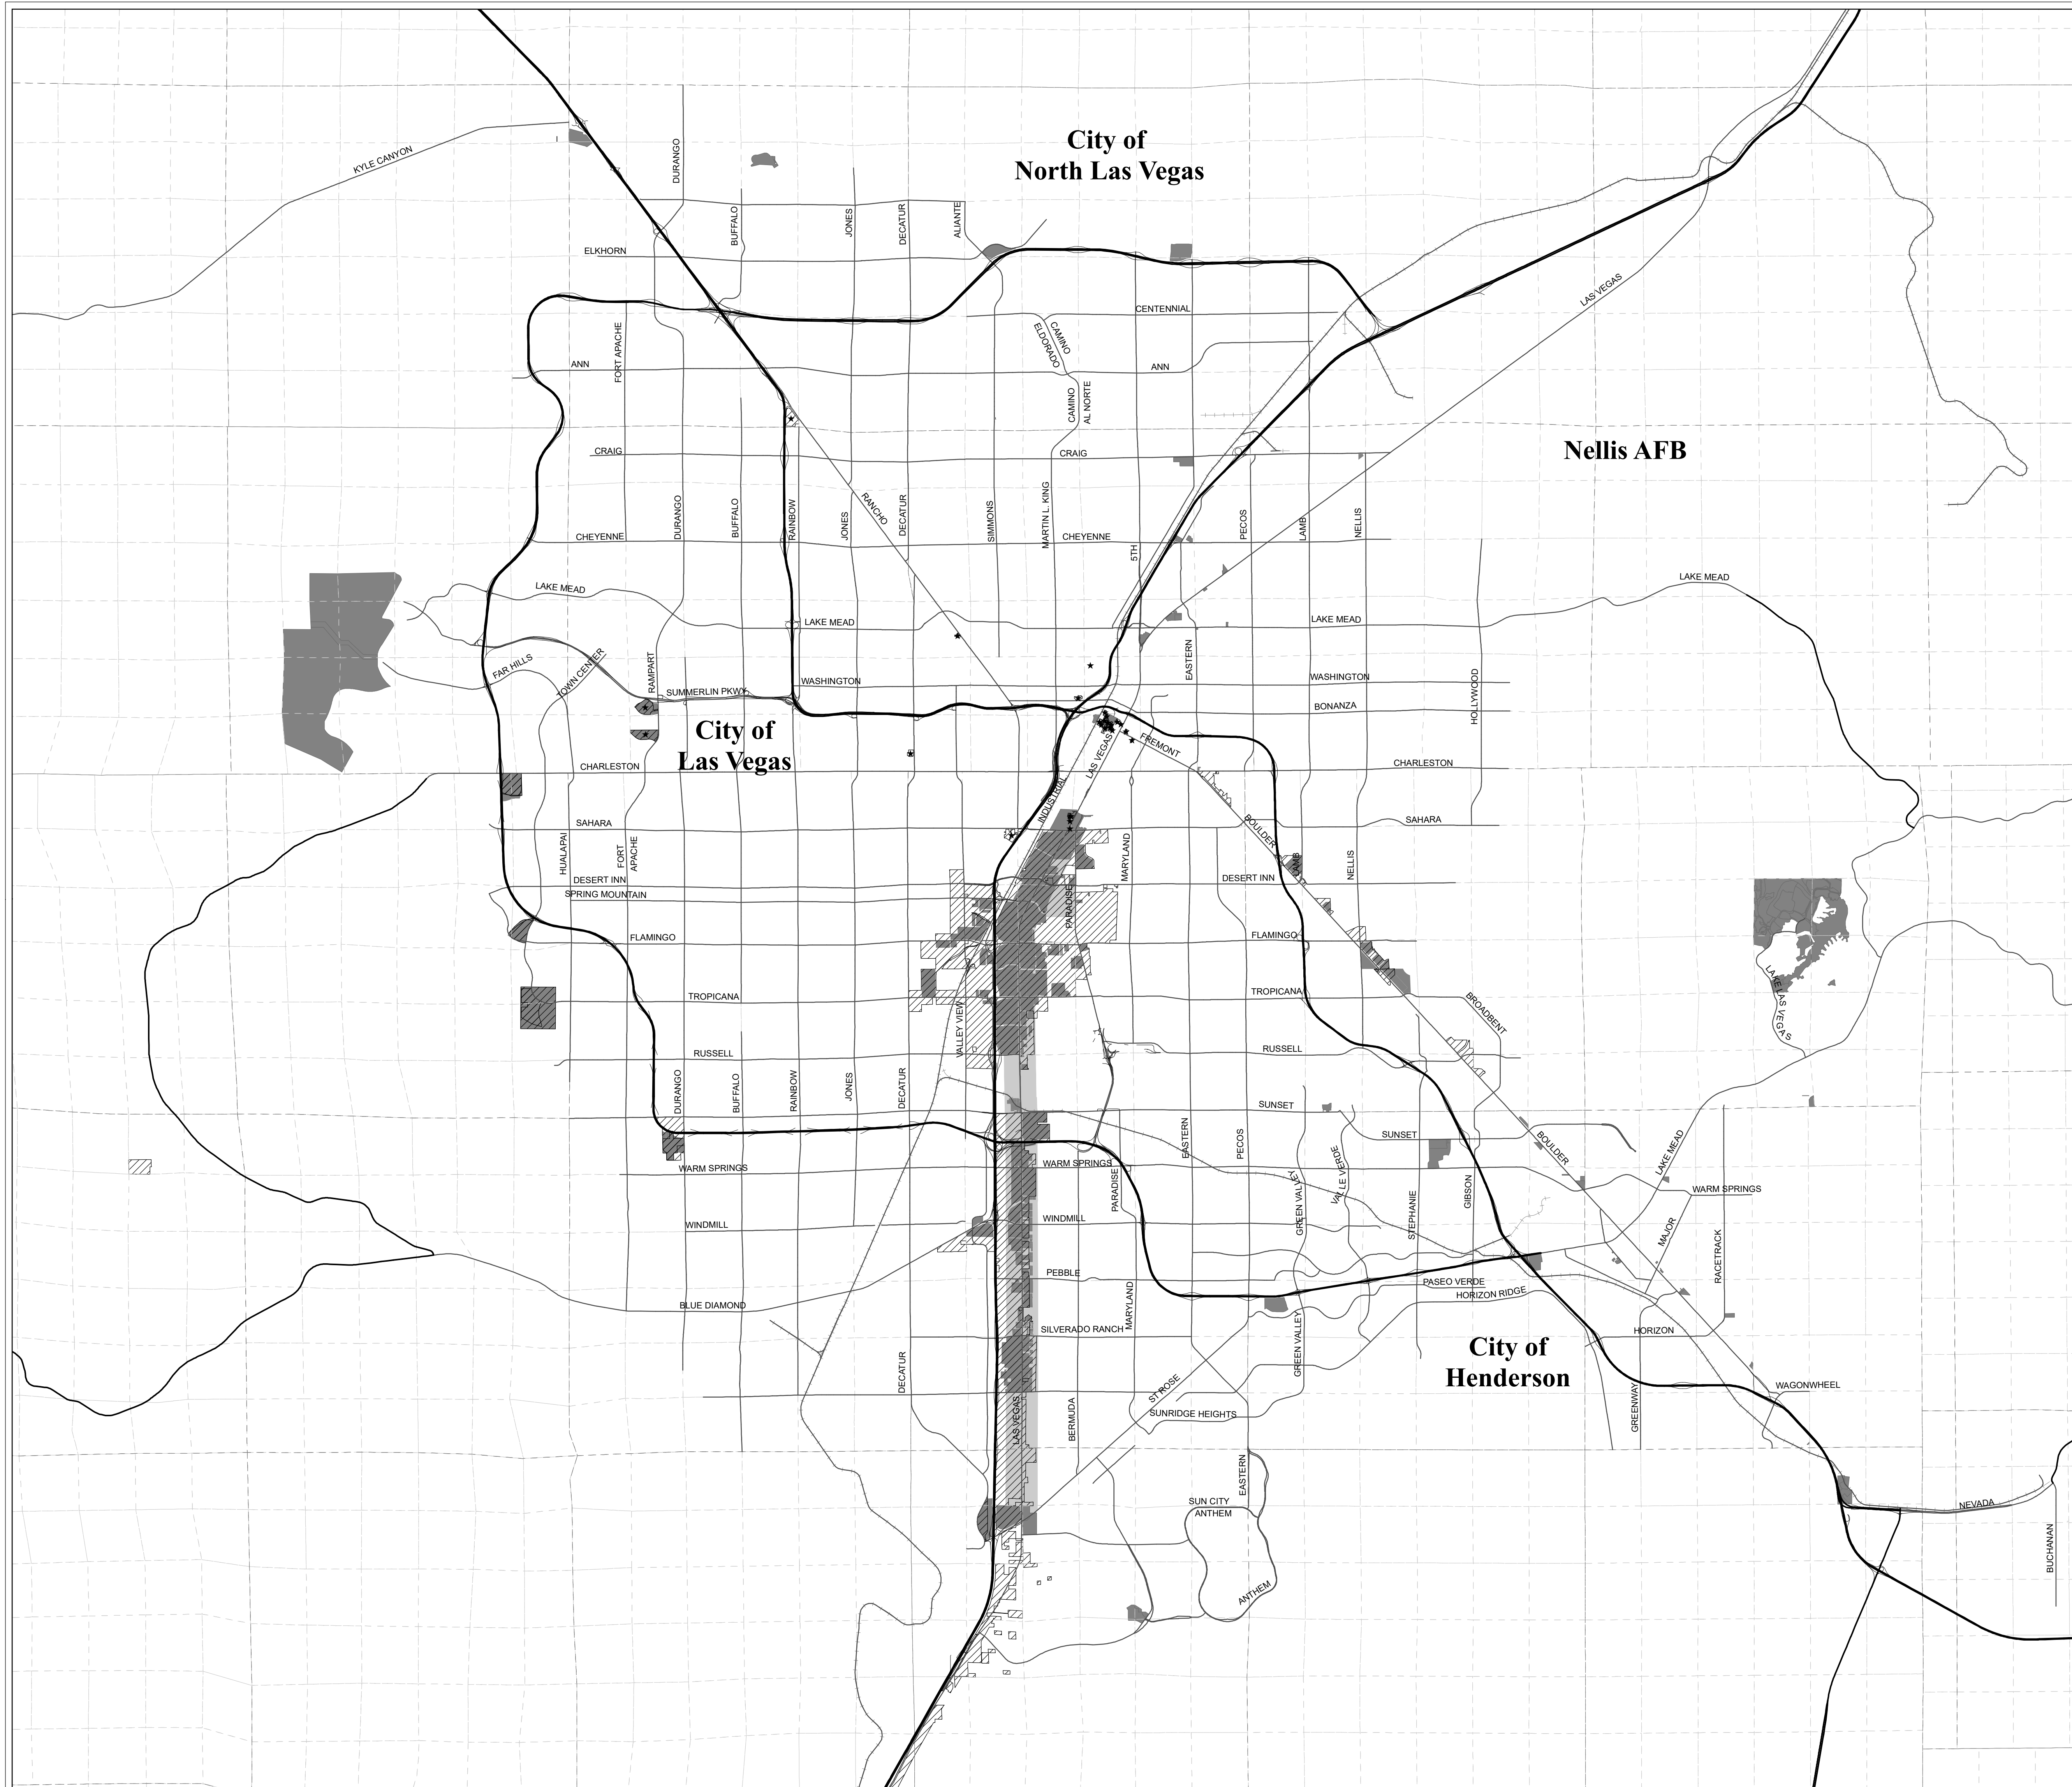 City of
North Las Vegas
KYLE CANYON
DURANGO
BUFFALO
JONES
DECATUR
ALIANTE
ELKHORN
LAS VEGAS
CENTENNIAL
FORT APACHE
CAMINO
ELDORADO
ANN
ANN
CAMINO
AL NORTE
Nellis AFB
CRAIG
CRAIG
RANCHO
DURANGO
BUFFALO
RAINBOW
JONES
DECATUR
SIMMONS
MARTIN L. KING
5TH
PECOS
LAMB
NELLIS
CHEYENNE
CHEYENNE
LAKE MEAD
LAKE MEAD
LAKE MEAD
LAKE MEAD
FAR HILLS
TOWN CENTER
RAMPART
EASTERN
HOLLYWOOD
SUMMERLIN PKWY
WASHINGTON
WASHINGTON
BONANZA
City of
Las Vegas
LAS VEGAS
FREMONT
CHARLESTON
CHARLESTON
INDUSTRIAL
SAHARA
BOULDER
SAHARA
HUALAPAI
FORT
APACHE
MARYLAND
LAMB
NELLIS
DESERT INN
DESERT INN
SPRING MOUNTAIN
PARADISE
FLAMINGO
FLAMINGO
TROPICANA
TROPICANA
BROADBENT
LAKE LAS VEGAS
VALLEY VIEW
RUSSELL
RUSSELL
DURANGO
BUFFALO
RAINBOW
JONES
DECATUR
SUNSET
SUNSET
BOULDER
EASTERN
PECOS
WARM SPRINGS
WARM SPRINGS
PARADISE
GREEN VALVEY
VALLE VERDE
STEPHANIE
GIBSON
LAKE MEAD
WARM SPRINGS
WINDMILL
WINDMILL
MAJOR
RACETRACK
PEBBLE
PASEO VERDE
HORIZON RIDGE
BLUE DIAMOND
MARYLAND
SILVERADO RANCH
GREEN VALLEY
HORIZON
City of
Henderson
DECATUR
ST ROSE
WAGONWHEEL
LAS VEGAS
BERMUDA
SUNRIDGE HEIGHTS
GREENWAY
EASTERN
SUN CITY
ANTHEM
NEVADA
BUCHANAN
ANTHEM